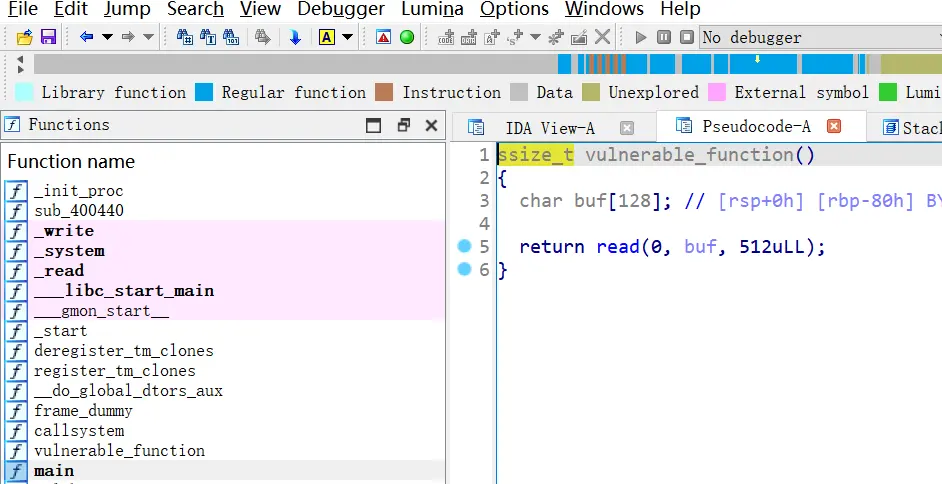 File Edit Jump Search View Debugger Lumina Options Windows Help
No debugger
Library function Regular function Instruction Data Unexplored External symbol Lumi
Functions
IDA View-A Pseudocode-A Stack
Function name
_init_proc
sub_400440
_write
_system
_read
___libc_start_main
___gmon_start__
_start
deregister_tm_clones
register_tm_clones
__do_global_dtors_aux
frame_dummy
callsystem
vulnerable_function
main
1 ssize_t vulnerable_function()
2 {
3 char buf[128]; // [rsp+0h] [rbp-80h] BY
4
5 return read(0, buf, 512uLL);
6 }